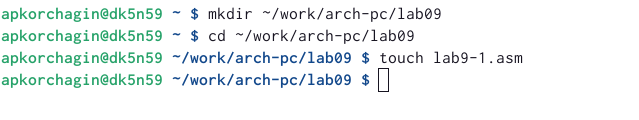 apkorchagin@dk5n59 ~ $ mkdir ~/work/arch-pc/lab09
apkorchagin@dk5n59 ~ $ cd ~/work/arch-pc/lab09
apkorchagin@dk5n59 ~/work/arch-pc/lab09 $ touch lab9-1.asm
apkorchagin@dk5n59 ~/work/arch-pc/lab09 $